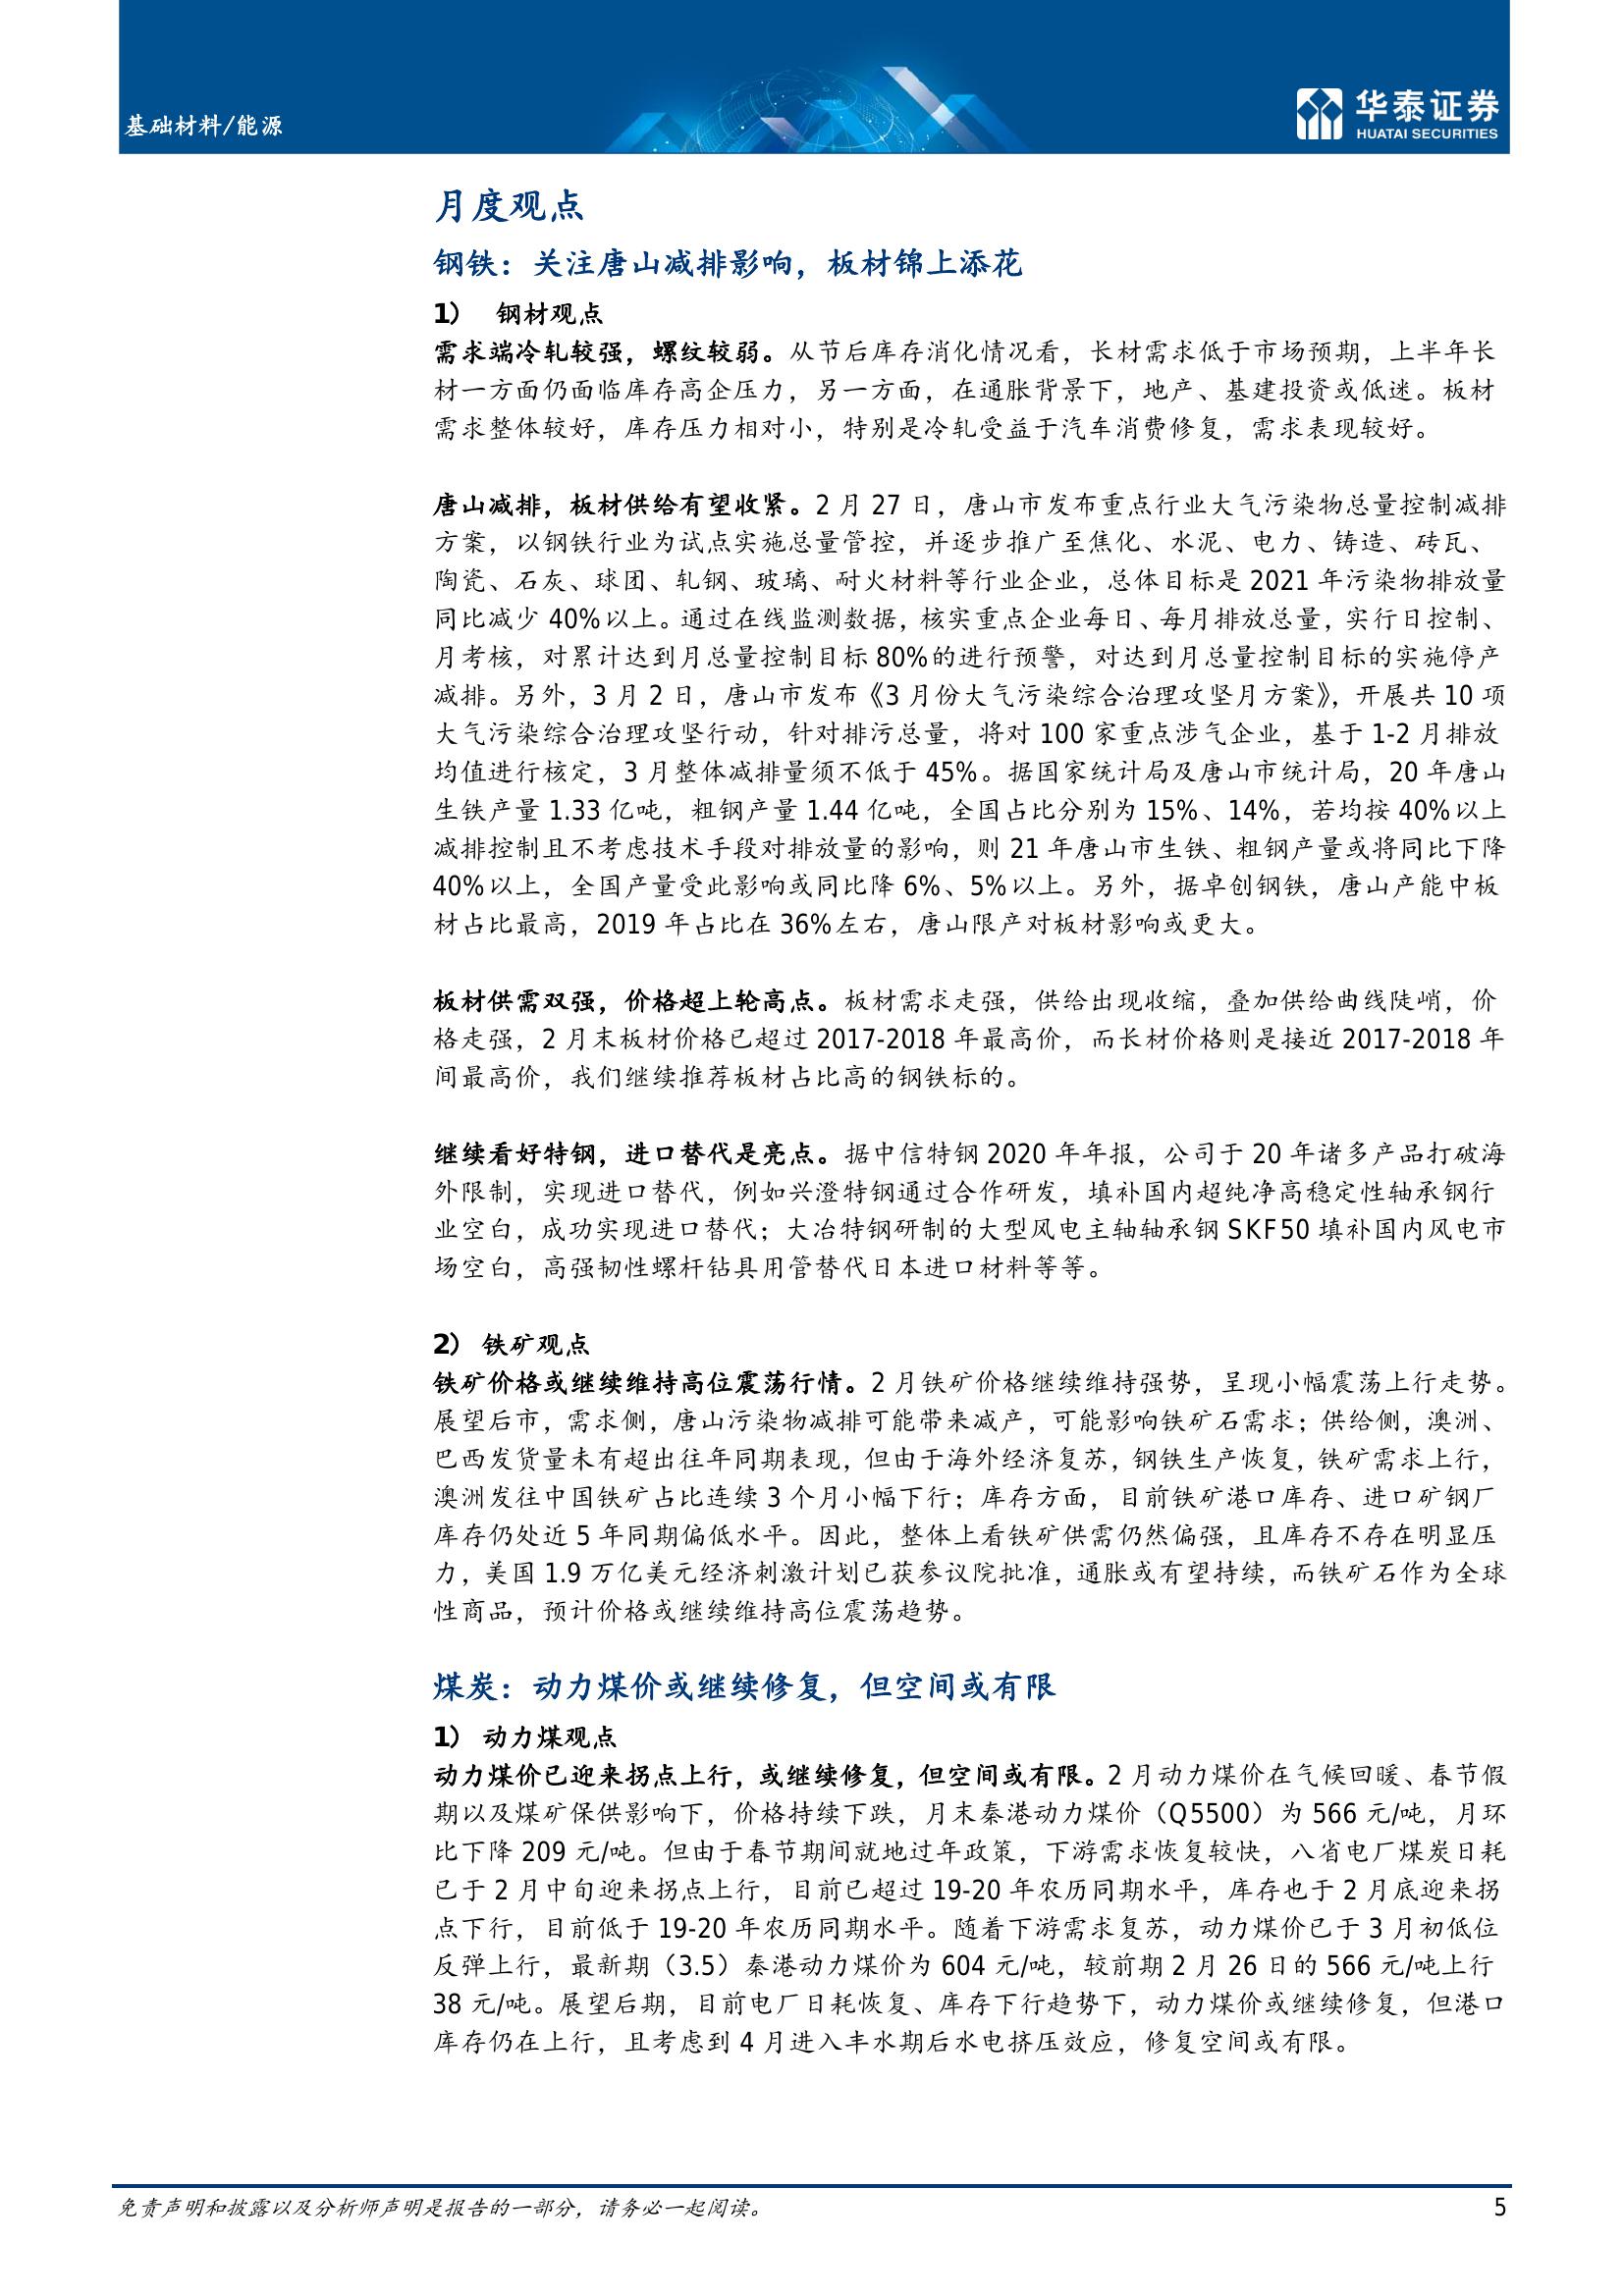 基础材料/能源
华泰证券
HUATAI SECURITIES
月度观点
钢铁：关注唐山减排影响，板材锦上添花
1） 钢材观点
需求端冷轧较强，螺纹较弱。从节后库存消化情况看，长材需求低于市场预期，上半年长
材一方面仍面临库存高企压力，另一方面，在通胀背景下，地产、基建投资或低迷。板材
需求整体较好，库存压力相对小，特别是冷轧受益于汽车消费修复，需求表现较好。
唐山减排，板材供给有望收紧。2 月 27 日，唐山市发布重点行业大气污染物总量控制减排
方案，以钢铁行业为试点实施总量管控，并逐步推广至焦化、水泥、电力、铸造、砖瓦、
陶瓷、石灰、球团、轧钢、玻璃、耐火材料等行业企业，总体目标是 2021 年污染物排放量
同比减少 40%以上。通过在线监测数据，核实重点企业每日、每月排放总量，实行日控制、
月考核，对累计达到月总量控制目标 80%的进行预警，对达到月总量控制目标的实施停产
减排。另外，3 月 2 日，唐山市发布《3 月份大气污染综合治理攻坚月方案》，开展共 10 项
大气污染综合治理攻坚行动，针对排污总量，将对 100 家重点涉气企业，基于 1-2 月排放
均值进行核定，3 月整体减排量须不低于 45%。据国家统计局及唐山市统计局，20 年唐山
生铁产量 1.33 亿吨，粗钢产量 1.44 亿吨，全国占比分别为 15%、14%，若均按 40%以上
减排控制且不考虑技术手段对排放量的影响，则 21 年唐山市生铁、粗钢产量或将同比下降
40%以上，全国产量受此影响或同比降 6%、5%以上。另外，据卓创钢铁，唐山产能中板
材占比最高，2019 年占比在 36%左右，唐山限产对板材影响或更大。
板材供需双强，价格超上轮高点。板材需求走强，供给出现收缩，叠加供给曲线陡峭，价
格走强，2 月末板材价格已超过 2017-2018 年最高价，而长材价格则是接近 2017-2018 年
间最高价，我们继续推荐板材占比高的钢铁标的。
继续看好特钢，进口替代是亮点。据中信特钢 2020 年年报，公司于 20 年诸多产品打破海
外限制，实现进口替代，例如兴澄特钢通过合作研发，填补国内超纯净高稳定性轴承钢行
业空白，成功实现进口替代；大冶特钢研制的大型风电主轴轴承钢 SKF50 填补国内风电市
场空白，高强韧性螺杆钻具用管替代日本进口材料等等。
2） 铁矿观点
铁矿价格或继续维持高位震荡行情。2 月铁矿价格继续维持强势，呈现小幅震荡上行走势。
展望后市，需求侧，唐山污染物减排可能带来减产，可能影响铁矿石需求；供给侧，澳洲、
巴西发货量未有超出往年同期表现，但由于海外经济复苏，钢铁生产恢复，铁矿需求上行，
澳洲发往中国铁矿占比连续 3 个月小幅下行；库存方面，目前铁矿港口库存、进口矿钢厂
库存仍处近 5 年同期偏低水平。因此，整体上看铁矿供需仍然偏强，且库存不存在明显压
力，美国 1.9 万亿美元经济刺激计划已获参议院批准，通胀或有望持续，而铁矿石作为全球
性商品，预计价格或继续维持高位震荡趋势。
煤炭：动力煤价或继续修复，但空间或有限
1） 动力煤观点
动力煤价已迎来拐点上行，或继续修复，但空间或有限。2 月动力煤价在气候回暖、春节假
期以及煤矿保供影响下，价格持续下跌，月末秦港动力煤价（Q5500）为 566 元/吨，月环
比下降 209 元/吨。但由于春节期间就地过年政策，下游需求恢复较快，八省电厂煤炭日耗
已于 2 月中旬迎来拐点上行，目前已超过 19-20 年农历同期水平，库存也于 2 月底迎来拐
点下行，目前低于 19-20 年农历同期水平。随着下游需求复苏，动力煤价已于 3 月初低位
反弹上行，最新期（3.5）秦港动力煤价为 604 元/吨，较前期 2 月 26 日的 566 元/吨上行
38 元/吨。展望后期，目前电厂日耗恢复、库存下行趋势下，动力煤价或继续修复，但港口
库存仍在上行，且考虑到 4 月进入丰水期后水电挤压效应，修复空间或有限。
免责声明和披露以及分析师声明是报告的一部分，请务必一起阅读。
5